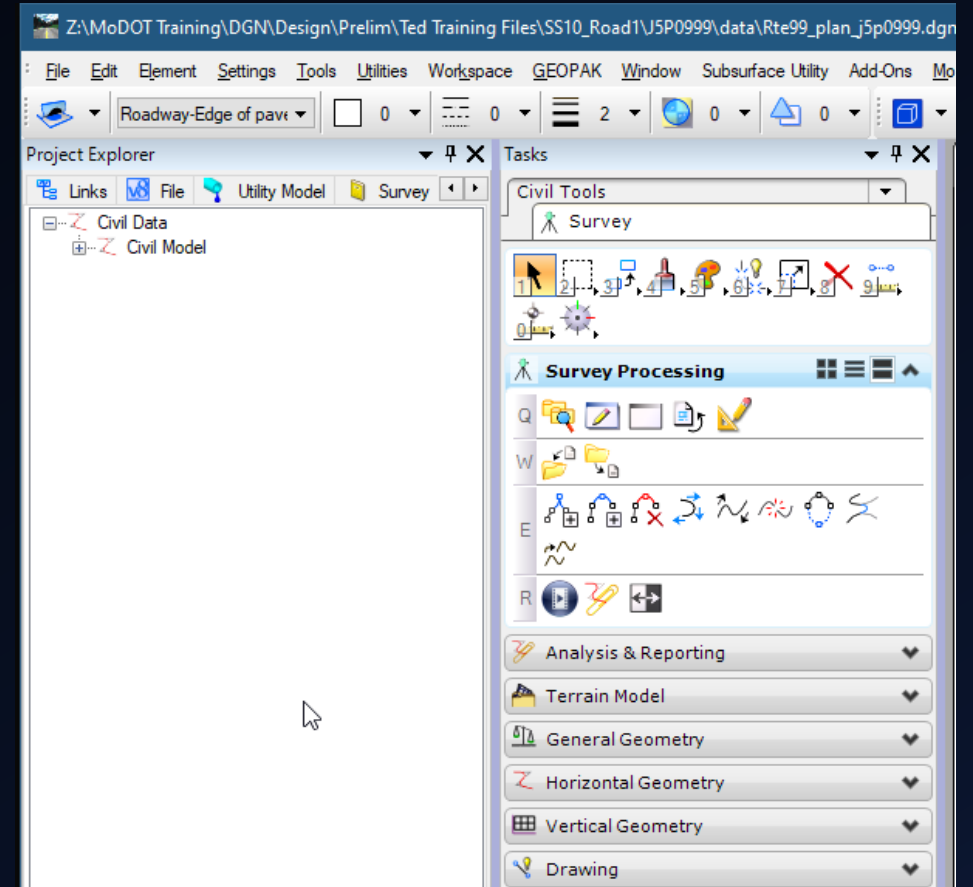 Z:\MoDOT Training\DGN\Design\Prelim\Ted Training Files\SS10_Road1\J5P0999\data\Rte99_plan_j5p0999.dgn
File Edit Element Settings Tools Utilities Workspace GEOPAK Window Subsurface Utility Add-Ons Mo
Roadway-Edge of pave 0 0 2 0 0
Project Explorer
Links v8 File Utility Model Survey
Civil Data
Civil Model
Tasks
Civil Tools
Survey
1 2 3 4 5 6 7 8 9
0
Survey Processing
Q
W
E
R
Analysis & Reporting
Terrain Model
General Geometry
Horizontal Geometry
Vertical Geometry
Drawing